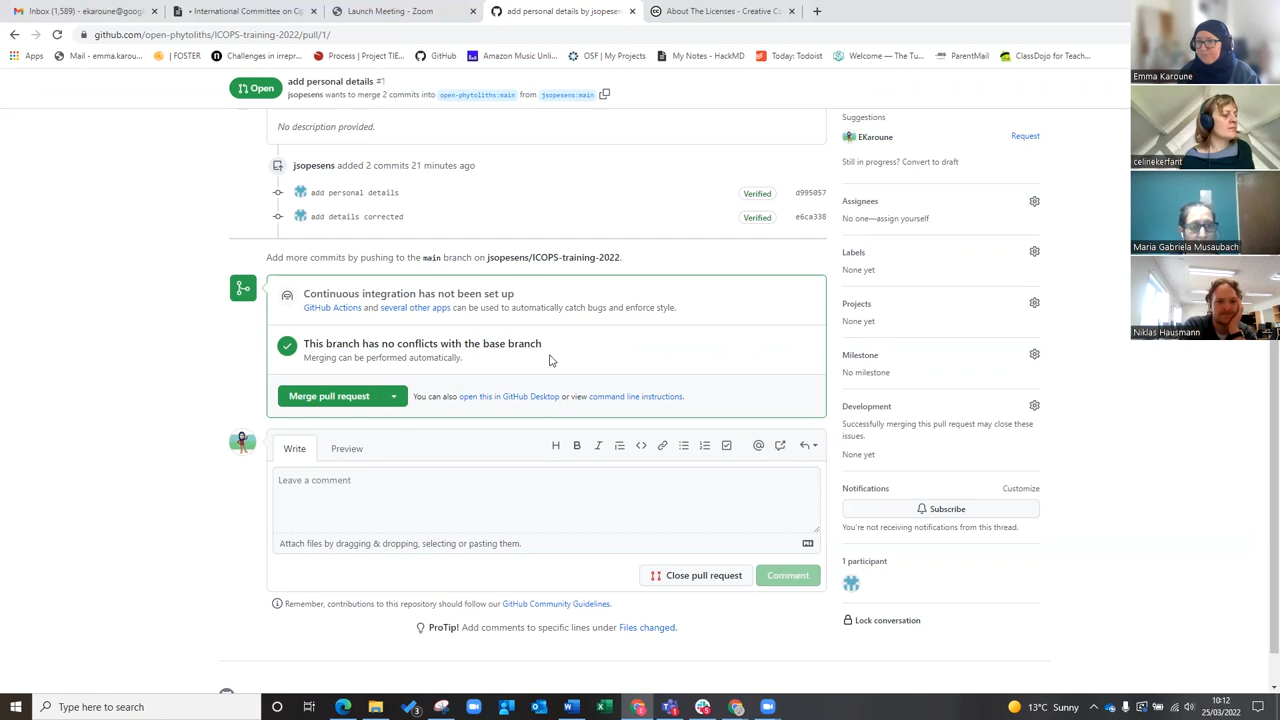 Inbox (1,589) - ekaroune@goog
• International Committee on Op
Launch Meeting - Zoom
add personal details by jsopesen
About The Licenses - Creative Co
github.com/open-phytoliths/ICOPS-training-2022/pull/1/
Apps
Mail - emma.karou...
| FOSTER
Challenges in irrepr...
Process | Project TIE...
GitHub
Amazon Music Unli...
OSF | My Projects
My Notes - HackMD
Todoist: Today
Welcome — The Tu...
ParentMail
ClassDojo for Teach...
Open
add personal details #1
jsopesens wants to merge 2 commits into open-phytoliths:main from jsopesens:main
No description provided.
jsopesens added 2 commits 21 minutes ago
add personal details Verified d995057
add details corrected Verified e6ca338
Add more commits by pushing to the main branch on jsopesens/ICOPS-training-2022.
Continuous integration has not been set up
GitHub Actions and several other apps can be used to automatically catch bugs and enforce style.
This branch has no conflicts with the base branch
Merging can be performed automatically.
Merge pull request
You can also open this in GitHub Desktop or view command line instructions.
Write
Preview
Leave a comment
Attach files by dragging & dropping, selecting or pasting them.
Close pull request
Comment
Remember, contributions to this repository should follow our GitHub Community Guidelines.
ProTip! Add comments to specific lines under Files changed.
Suggestions
EKaroune
Request
Still in progress? Convert to draft
Assignees
No one—assign yourself
Labels
None yet
Projects
None yet
Milestone
No milestone
Development
Successfully merging this pull request may close these
issues.
None yet
Notifications
Customize
Subscribe
You're not receiving notifications from this thread.
1 participant
Lock conversation
Emma Karoune
celinekerfant
Maria Gabriela Musaubach
Niklas Hausmann
Type here to search
13°C Sunny
10:12
25/03/2022